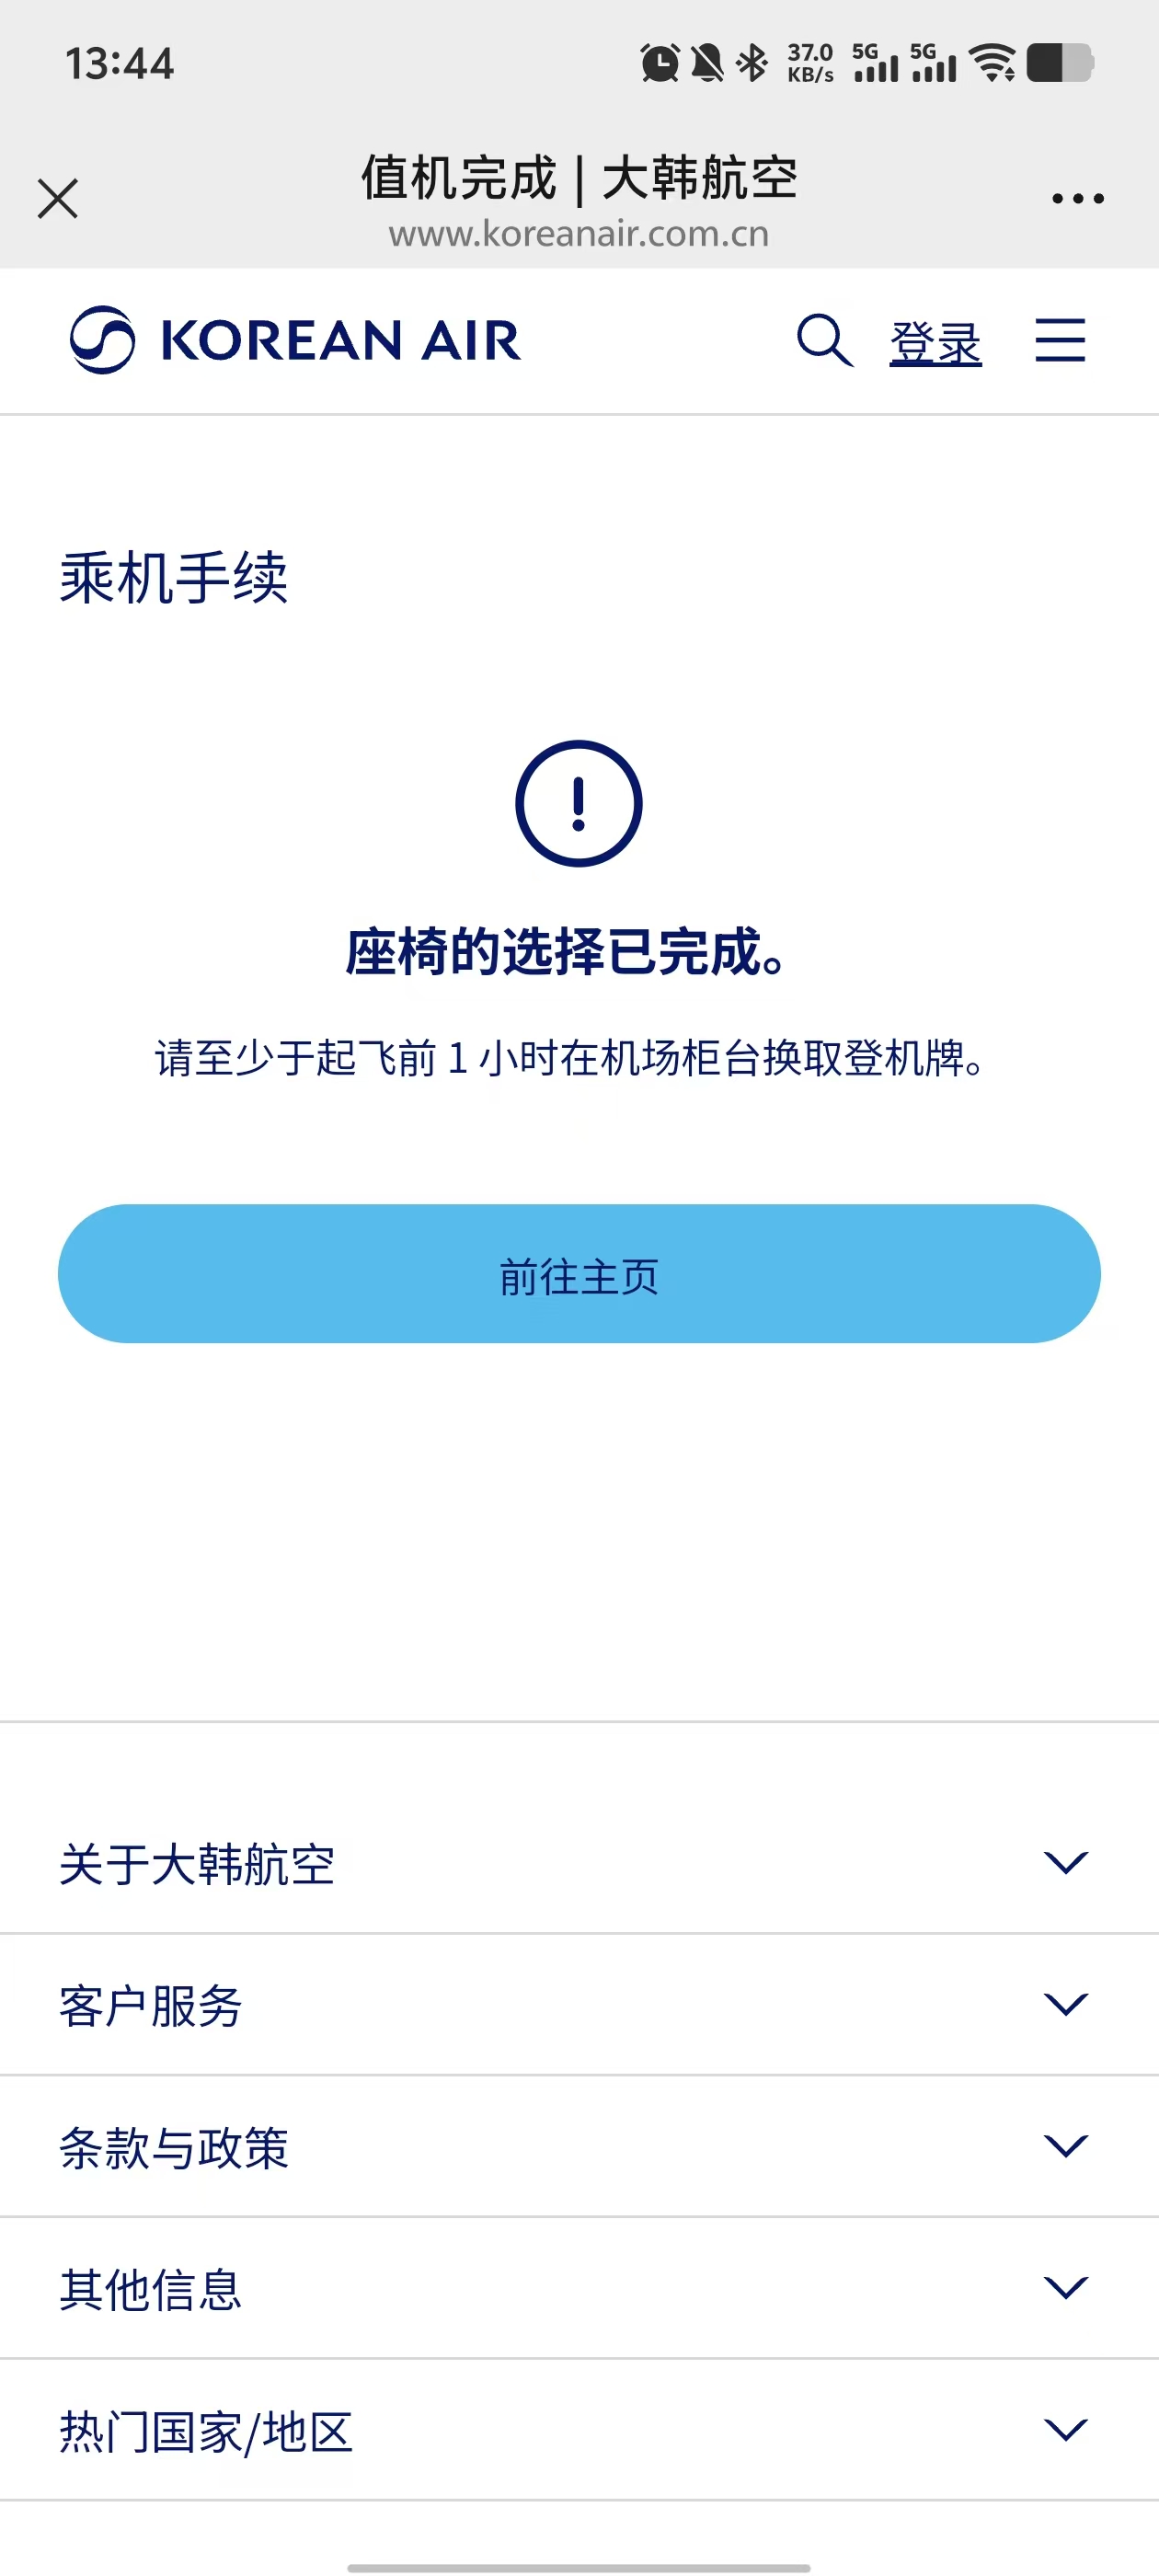 13:44
37.0
KB/s
5G
5G
值机完成 | 大韩航空
www.koreanair.com.cn
KOREAN AIR
登录
乘机手续
座椅的选择已完成。
请至少于起飞前 1 小时在机场柜台换取登机牌。
前往主页
关于大韩航空
客户服务
条款与政策
其他信息
热门国家/地区